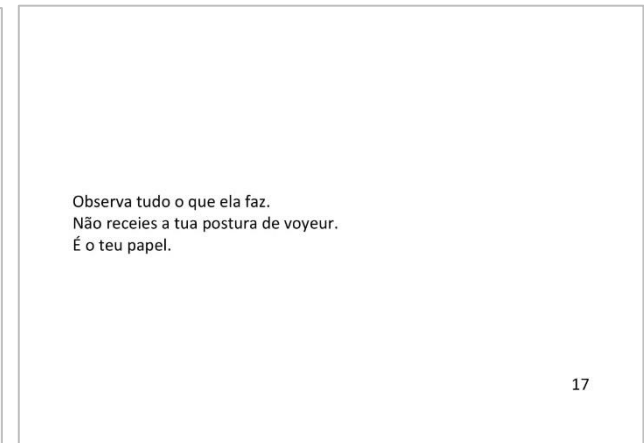 Observa tudo o que ela faz.
Não receies a tua postura de voyeur.
É o teu papel.
17